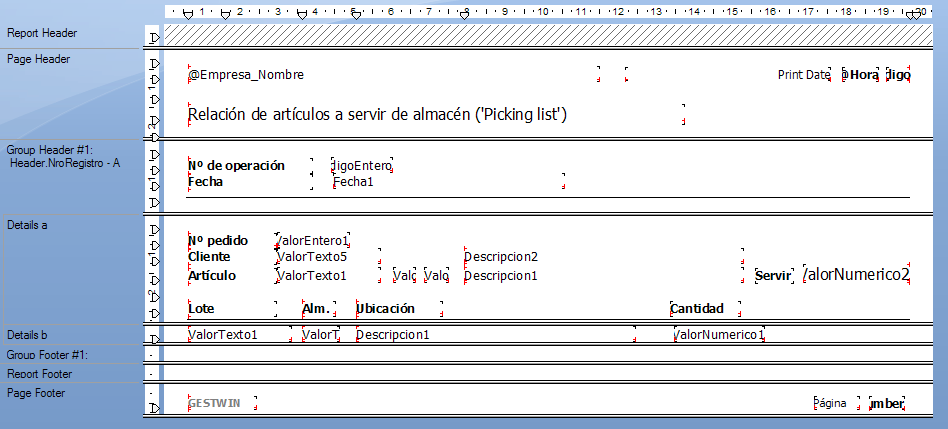 1 2 3 4 5 6 7 8 9 10 11 12 13 14 15 16 17 18 19 20
Report Header
Page Header
@Empresa_Nombre Print Date @Hora digo
Relación de artículos a servir de almacén ('Picking list')
Group Header #1:
Header.NroRegistro - A
Nº de operación digoEntero
Fecha Fecha1
Details a
Nº pedido ValorEntero1
Cliente ValorTexto5 Descripcion2
Artículo ValorTexto1 Valo Valo Descripcion1 Servir ValorNumerico2
Lote Alm. Ubicación Cantidad
Details b ValorTexto1 ValorT Descripcion1 ValorNumerico1
Group Footer #1:
Report Footer
Page Footer
GESTWIN Página umber